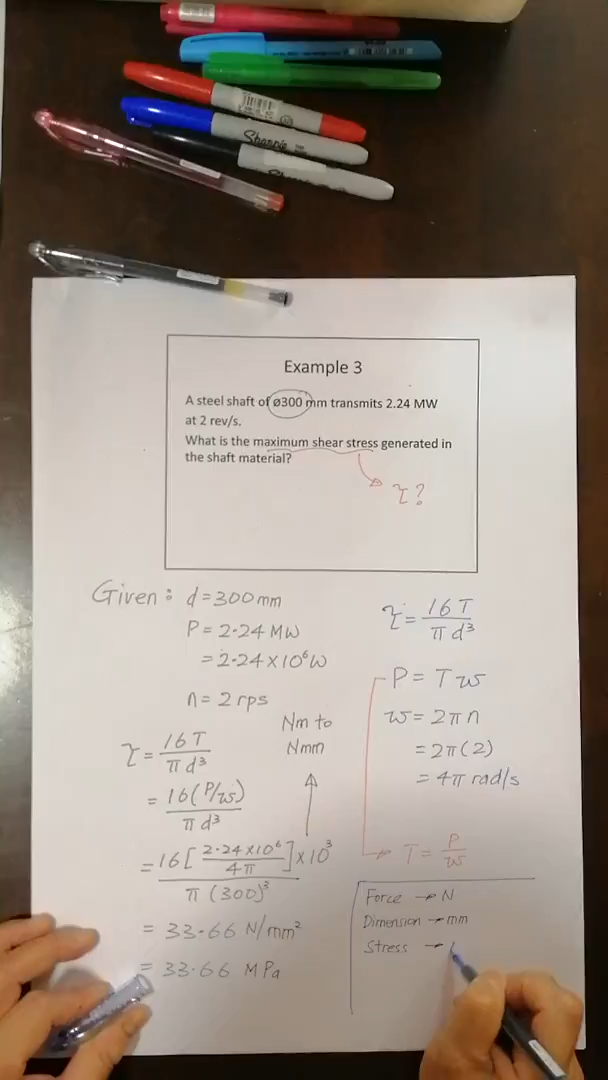 Sharpie
Example 3
A steel shaft of ø300 mm transmits 2.24 MW
at 2 rev/s.
What is the maximum shear stress generated in
the shaft material?
τ?
Given: d = 300 mm
P = 2.24 MW
= 2.24 × 10⁶ W
n = 2 rps
τ = 16T / πd³
= 16(P/ω) / πd³
= 16[2.24×10⁶ / 4π] × 10³ / π(300)³
= 33.66 N/mm²
= 33.66 MPa
Nm to
Nmm
τ = 16T / πd³
P = Tω
ω = 2πn
= 2π(2)
= 4π rad/s
T = P/ω
Force → N
Dimension → mm
Stress →